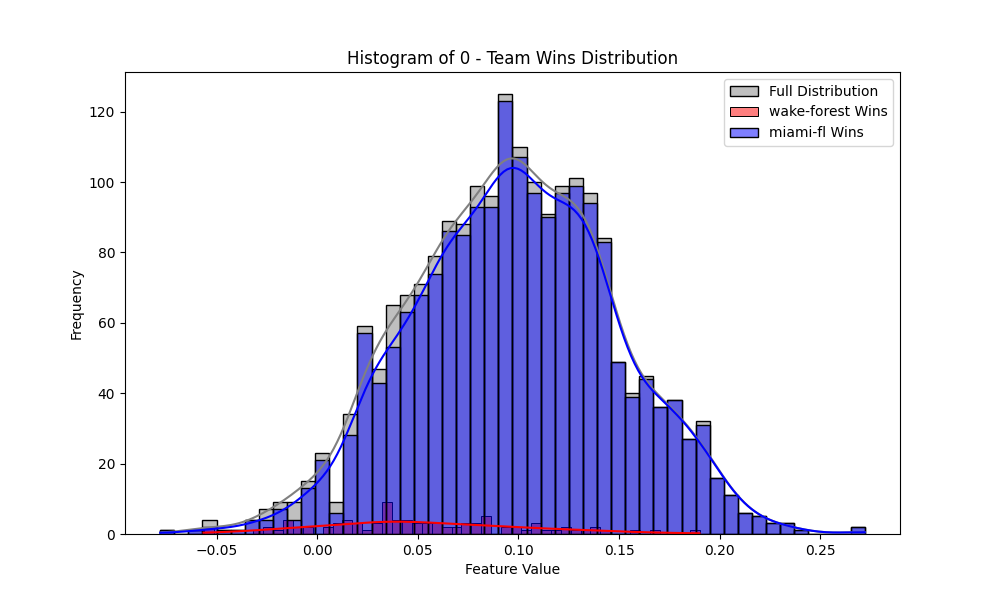 Histogram of 0 - Team Wins Distribution
Full Distribution
wake-forest Wins
miami-fl Wins
Frequency
120
100
80
60
40
20
0
−0.05 0.00 0.05 0.10 0.15 0.20 0.25
Feature Value